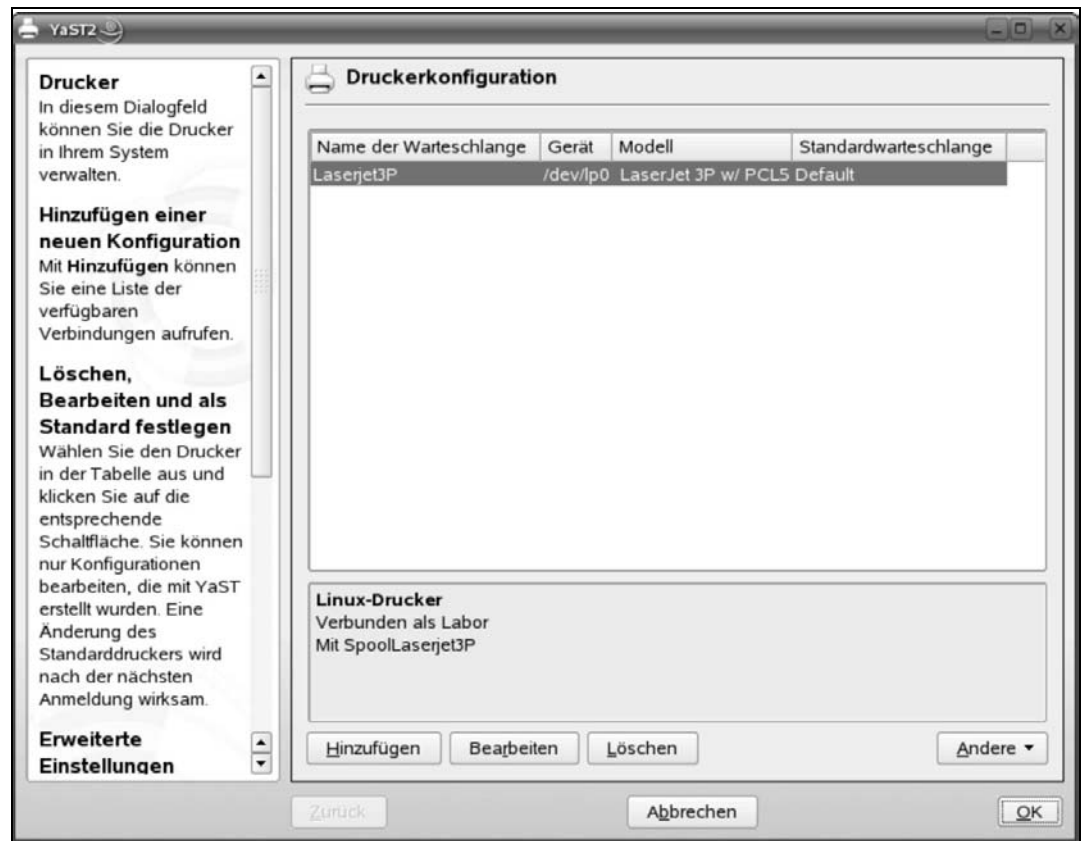 YaST2
Drucker
In diesem Dialogfeld
können Sie die Drucker
in Ihrem System
verwalten.
Hinzufügen einer
neuen Konfiguration
Mit Hinzufügen können
Sie eine Liste der
verfügbaren
Verbindungen aufrufen.
Löschen,
Bearbeiten und als
Standard festlegen
Wählen Sie den Drucker
in der Tabelle aus und
klicken Sie auf die
entsprechende
Schaltfläche. Sie können
nur Konfigurationen
bearbeiten, die mit YaST
erstellt wurden. Eine
Änderung des
Standarddruckers wird
nach der nächsten
Anmeldung wirksam.
Erweiterte
Einstellungen
Druckerkonfiguration
Name der Warteschlange Gerät Modell Standardwarteschlange
Laserjet3P /dev/lp0 LaserJet 3P w/ PCL5 Default
Linux-Drucker
Verbunden als Labor
Mit SpoolLaserjet3P
Hinzufügen Bearbeiten Löschen Andere
Zurück Abbrechen OK